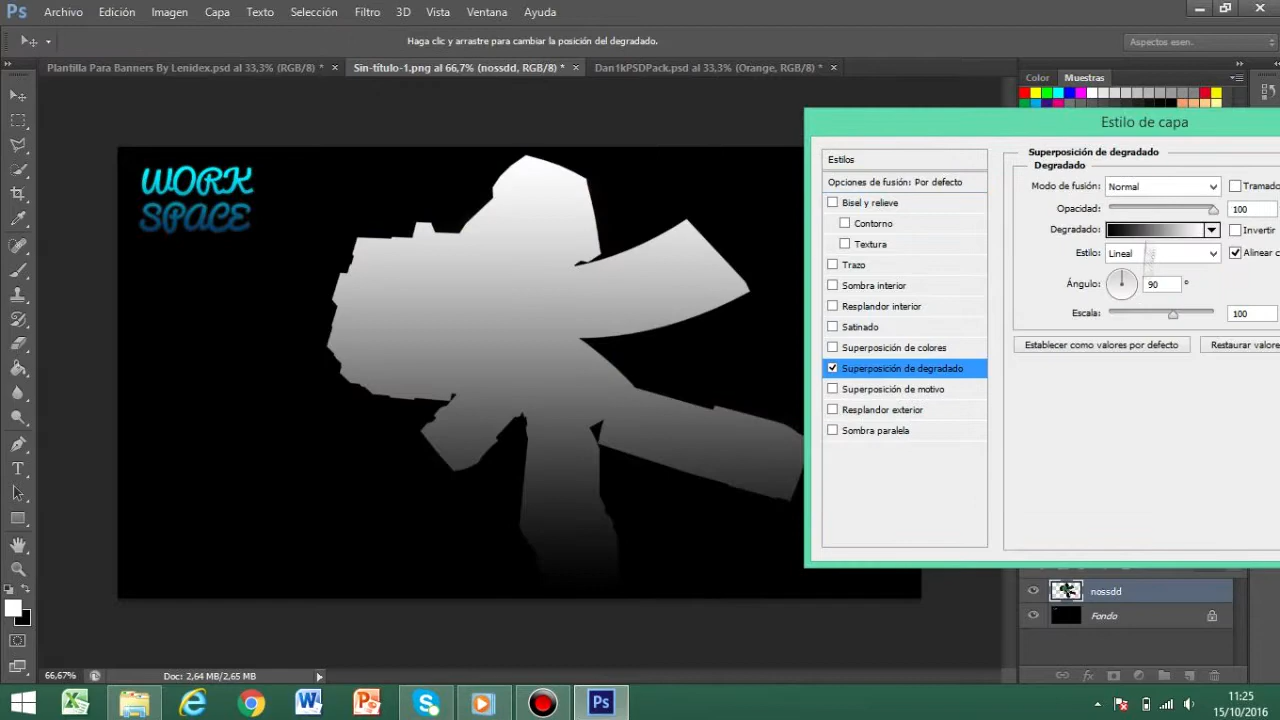 Ps Archivo Edición Imagen Capa Texto Selección Filtro 3D Vista Ventana Ayuda
Haga clic y arrastre para cambiar la posición del degradado.
Aspectos esen.
Plantilla Para Banners By Lenidex.psd al 33,3% (RGB/8) * × Sin-título-1.png al 66,7% (nossdd, RGB/8) * × Dan1kPSDPack.psd al 33,3% (Orange, RGB/8) * ×
Color Muestras
WORK
SPACE
Estilo de capa
Estilos
Opciones de fusión: Por defecto
Bisel y relieve
Contorno
Textura
Trazo
Sombra interior
Resplandor interior
Satinado
Superposición de colores
Superposición de degradado
Superposición de motivo
Resplandor exterior
Sombra paralela
Superposición de degradado
Degradado
Modo de fusión: Normal Tramado
Opacidad: 100
Degradado: Invertir
Estilo: Lineal Alinear c
Ángulo: 90 °
Escala: 100
Establecer como valores por defecto Restaurar valore
nossdd
Fondo
66,67% Doc: 2,64 MB/2,65 MB
11:25
15/10/2016